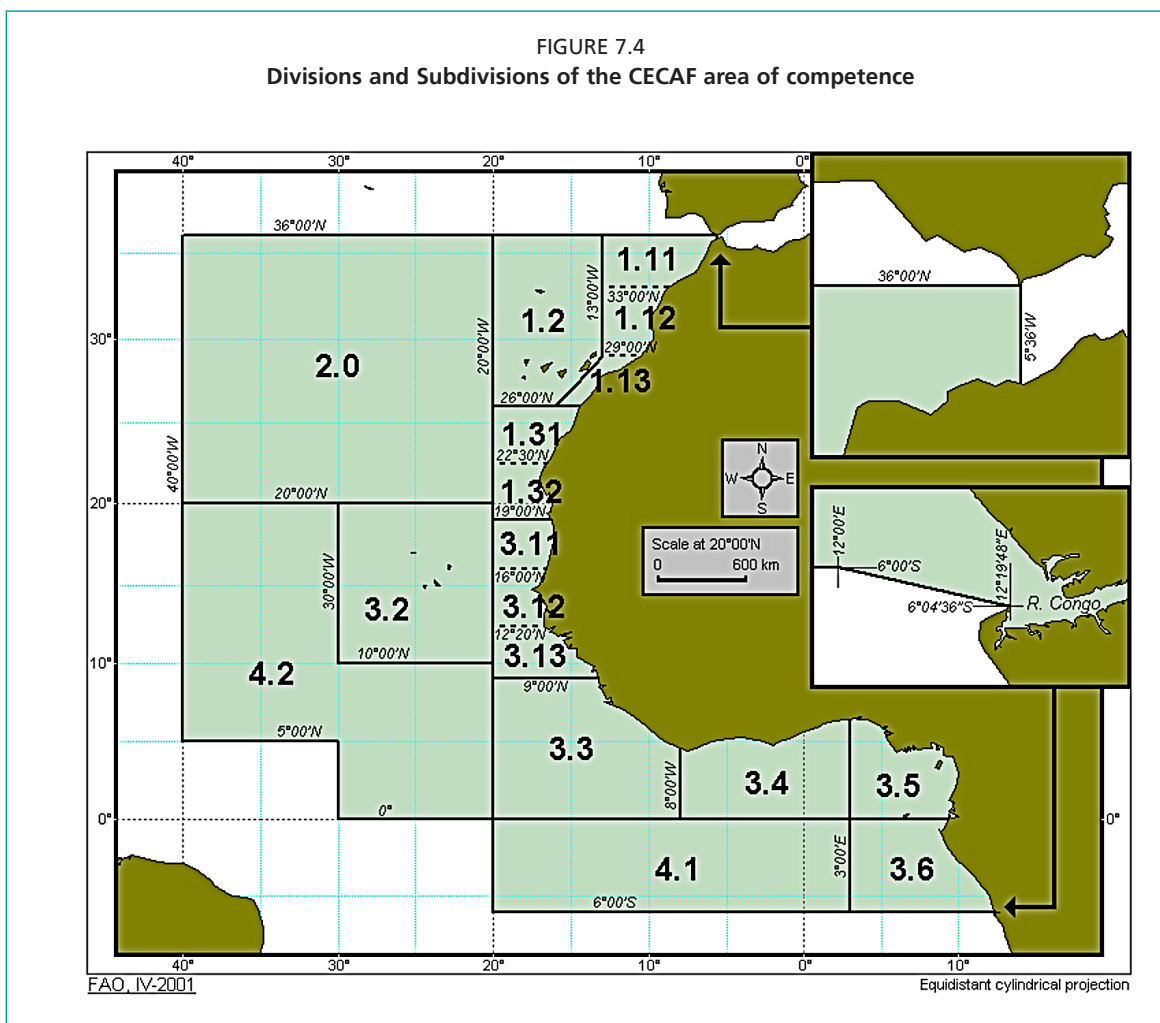 FIGURE 7.4
Divisions and Subdivisions of the CECAF area of competence
40° 30° 20° 10° 0°
36°00'N
1.11
13°00'W
33°00'N
1.2
1.12
20°00'W
30°
29°00'N
2.0
1.13
26°00'N
1.31
22°30'N
40°00'W
1.32
20°
20°00'N
19°00'N
3.11
16°00'N
30°00'W
3.2
3.12
12°20'N
3.13
10°
10°00'N
4.2
9°00'N
5°00'N
3.3
8°00'W
3.4
3.5
0°
0°
0°
4.1
3°00'E
3.6
6°00'S
N
W E
S
Scale at 20°00'N
0 600 km
36°00'N
5°36'W
12°00'E
6°00'S
12°19'48"E
6°04'36"S
R. Congo
40° 30° 20° 10° 0° 10°
FAO, IV-2001
Equidistant cylindrical projection